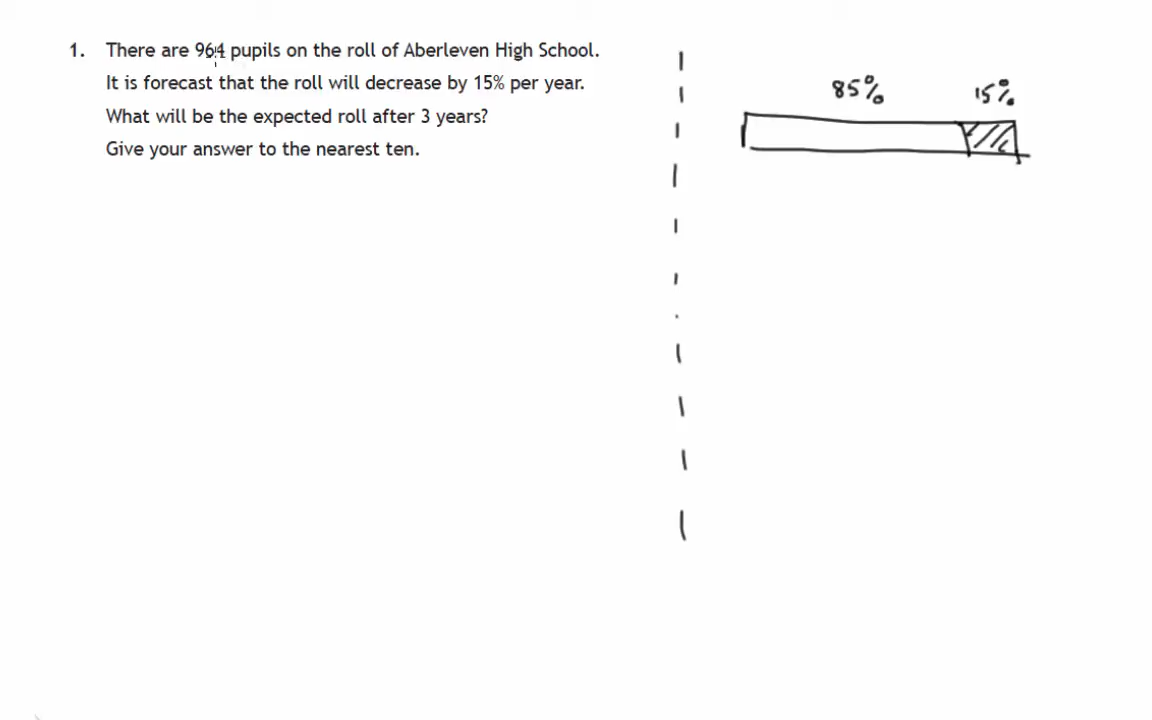 1. There are 964 pupils on the roll of Aberleven High School.
It is forecast that the roll will decrease by 15% per year.
What will be the expected roll after 3 years?
Give your answer to the nearest ten.
85% 15%